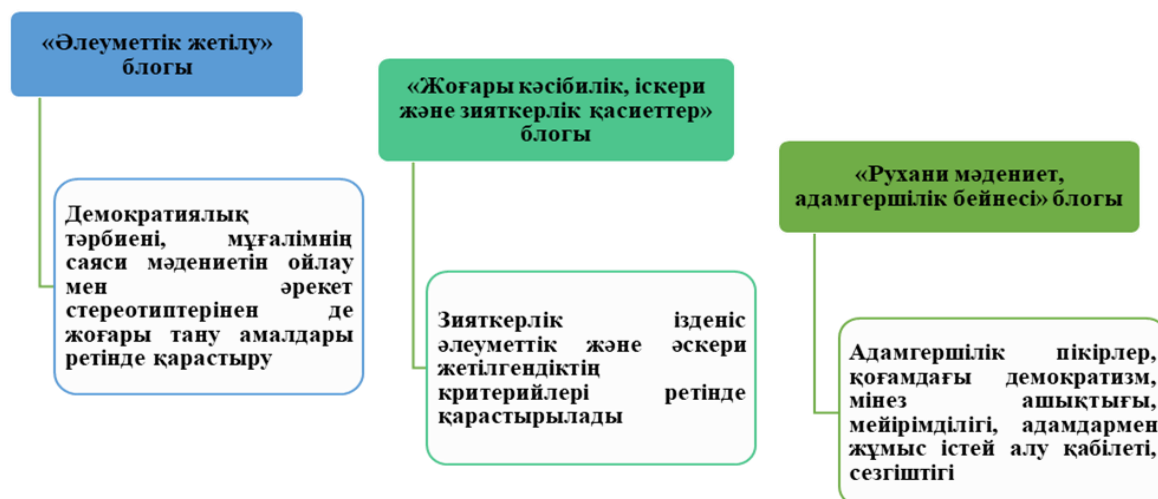 «Әлеуметтік жетілу»
блогы
Демократиялық
тәрбиені, мұғалімнің
саяси мәдениетін ойлау
мен әрекет
стереотиптерінен де
жоғары тану амалдары
ретінде қарастыру
«Жоғары кәсібилік, іскери
және зияткерлік қасиеттер»
блогы
Зияткерлік ізденіс
әлеуметтік және әскери
жетілгендіктің
критерийлері ретінде
қарастырылады
«Рухани мәдениет,
адамгершілік бейнесі» блогы
Адамгершілік пікірлер,
қоғамдағы демократизм,
мінез ашықтығы,
мейірімділігі, адамдармен
жұмыс істей алу қабілеті,
сезгіштігі